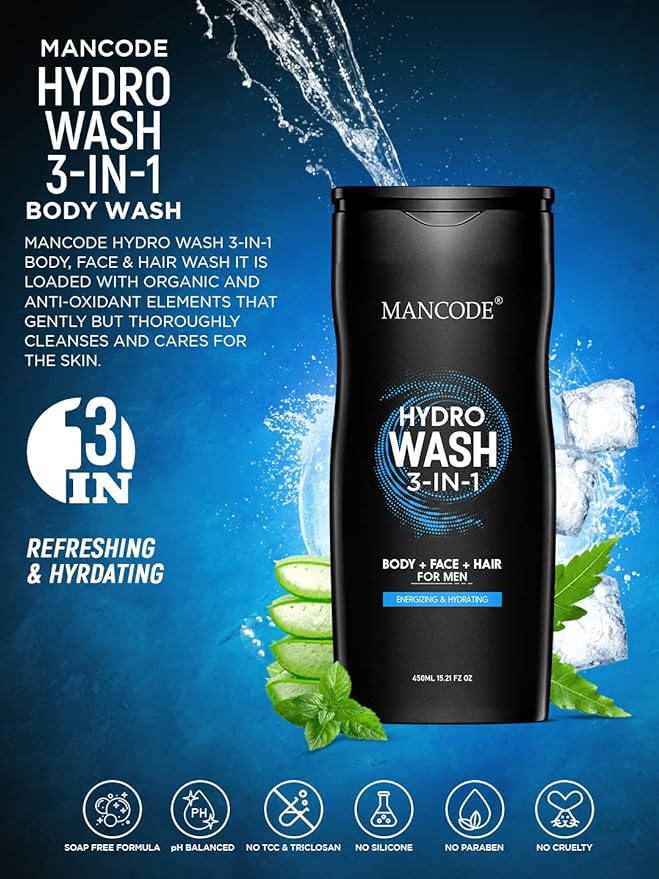 MANCODE
HYDRO
WASH
3-IN-1
BODY WASH
MANCODE HYDRO WASH 3-IN-1
BODY, FACE & HAIR WASH IT IS
LOADED WITH ORGANIC AND
ANTI-OXIDANT ELEMENTS THAT
GENTLY BUT THOROUGHLY
CLEANSES AND CARES FOR
THE SKIN.
3 IN 1
REFRESHING
& HYRDATING
MANCODE®
HYDRO
WASH
3-IN-1
BODY + FACE + HAIR
FOR MEN
ENERGIZING & HYDRATING
450ML 15.21 FZ OZ
PH
SOAP FREE FORMULA
pH BALANCED
NO TCC & TRICLOSAN
NO SILICONE
NO PARABEN
NO CRUELTY